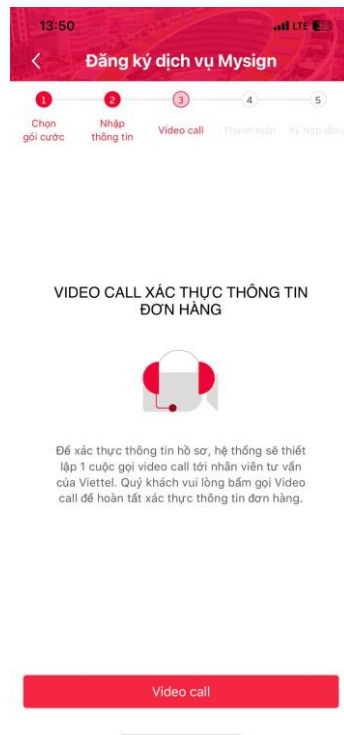 13:50
LTE
Đăng ký dịch vụ Mysign
1
2
3
4
5
Chọn
gói cước
Nhập
thông tin
Video call
Thanh toán
Ký hợp đồng
VIDEO CALL XÁC THỰC THÔNG TIN
ĐƠN HÀNG
Để xác thực thông tin hồ sơ, hệ thống sẽ thiết
lập 1 cuộc gọi video call tới nhân viên tư vấn
của Viettel. Quý khách vui lòng bấm gọi Video
call để hoàn tất xác thực thông tin đơn hàng.
Video call